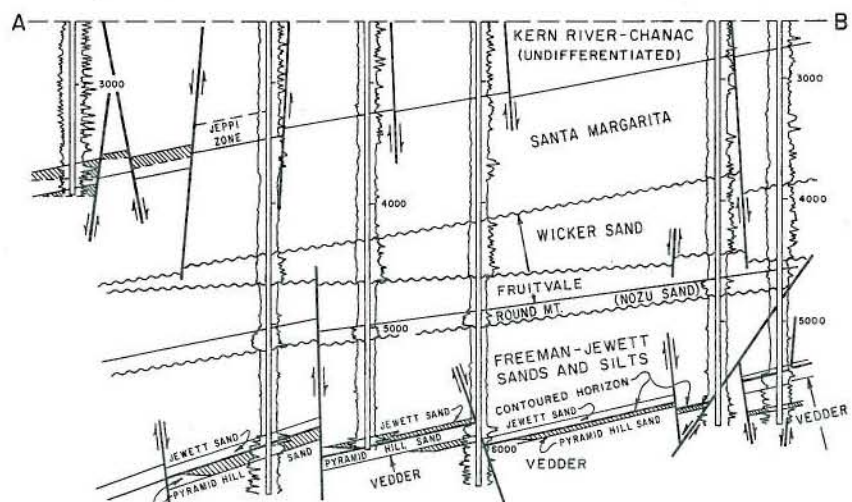 A
B
KERN RIVER-CHANAC
(UNDIFFERENTIATED)
3000
3000
JEPPI
ZONE
SANTA MARGARITA
4000
4000
WICKER SAND
FRUITVALE
ROUND MT.
(NOZU SAND)
5000
5000
FREEMAN-JEWETT
SANDS AND SILTS
CONTOURED HORIZON
JEWETT SAND
JEWETT SAND
JEWETT SAND
PYRAMID HILL SAND
PYRAMID HILL SAND
PYRAMID HILL SAND
6000
VEDDER
VEDDER
VEDDER